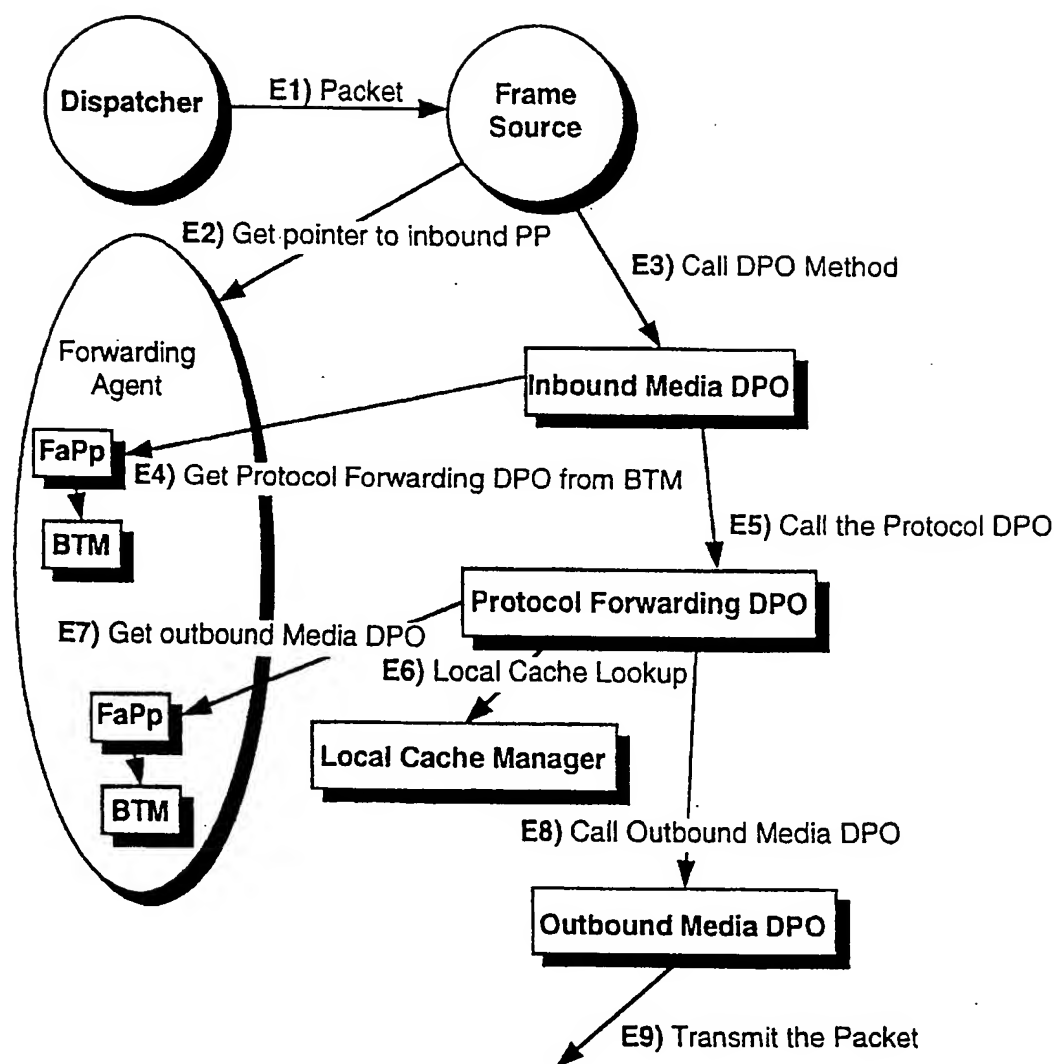 Dispatcher
E1) Packet
Frame
Source
E2) Get pointer to inbound PP
E3) Call DPO Method
Forwarding
Agent
Inbound Media DPO
FaPp
E4) Get Protocol Forwarding DPO from BTM
BTM
E5) Call the Protocol DPO
Protocol Forwarding DPO
E7) Get outbound Media DPO
E6) Local Cache Lookup
FaPp
Local Cache Manager
BTM
E8) Call Outbound Media DPO
Outbound Media DPO
E9) Transmit the Packet